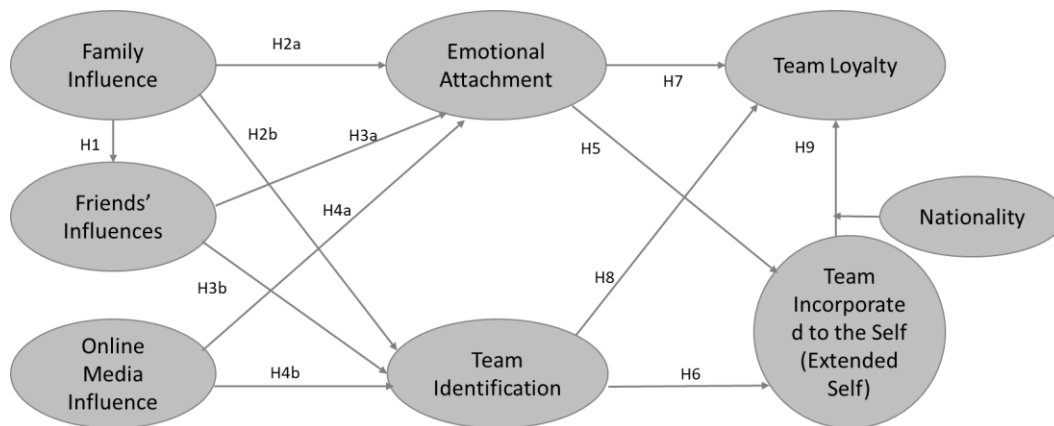 Family
Influence
H2a
Emotional
Attachment
H7
Team Loyalty
H1
H2b
H3a
H5
H9
Friends’
Influences
H4a
Nationality
H3b
H8
Team
Incorporate
d to the Self
(Extended
Self)
Online
Media
Influence
H4b
Team
Identification
H6